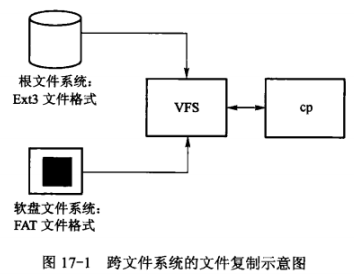 根文件系统:
Ext3 文件格式
VFS
cp
软盘文件系统:
FAT 文件格式
图 17-1 跨文件系统的文件复制示意图